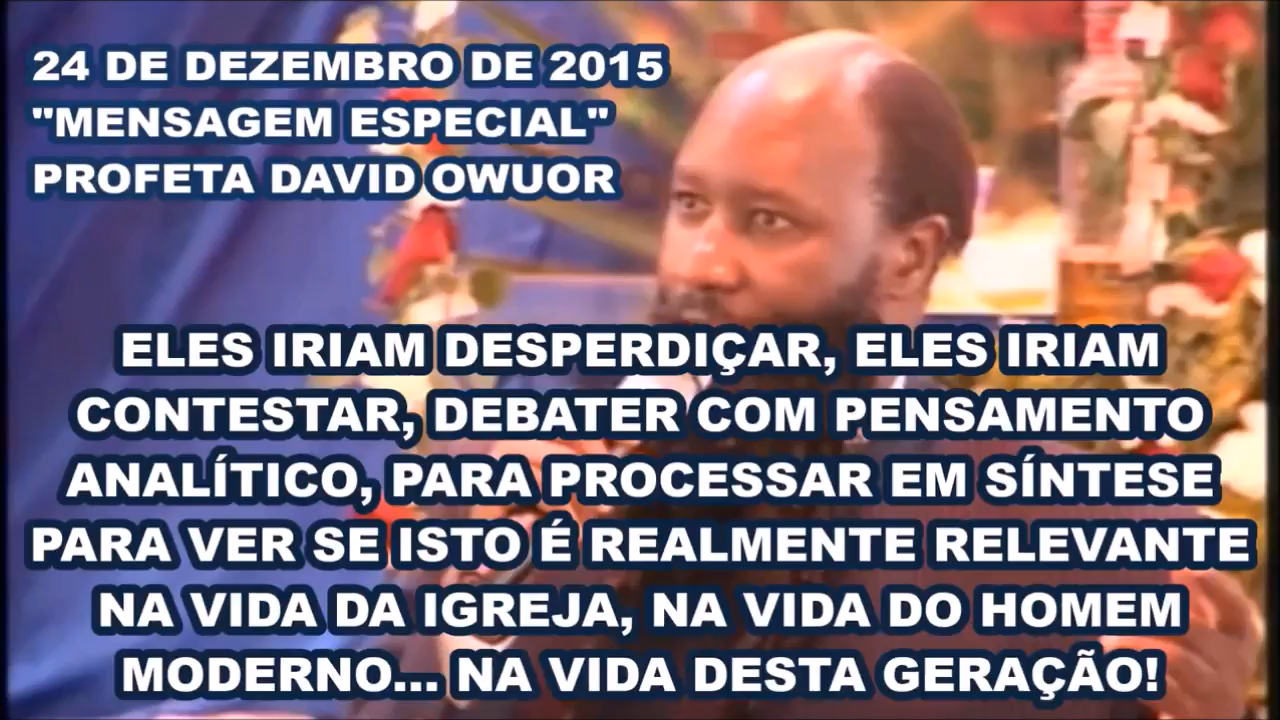 24 DE DEZEMBRO DE 2015
"MENSAGEM ESPECIAL"
PROFETA DAVID OWUOR
ELES IRIAM DESPERDIÇAR, ELES IRIAM
CONTESTAR, DEBATER COM PENSAMENTO
ANALÍTICO, PARA PROCESSAR EM SÍNTESE
PARA VER SE ISTO É REALMENTE RELEVANTE
NA VIDA DA IGREJA, NA VIDA DO HOMEM
MODERNO... NA VIDA DESTA GERAÇÃO!